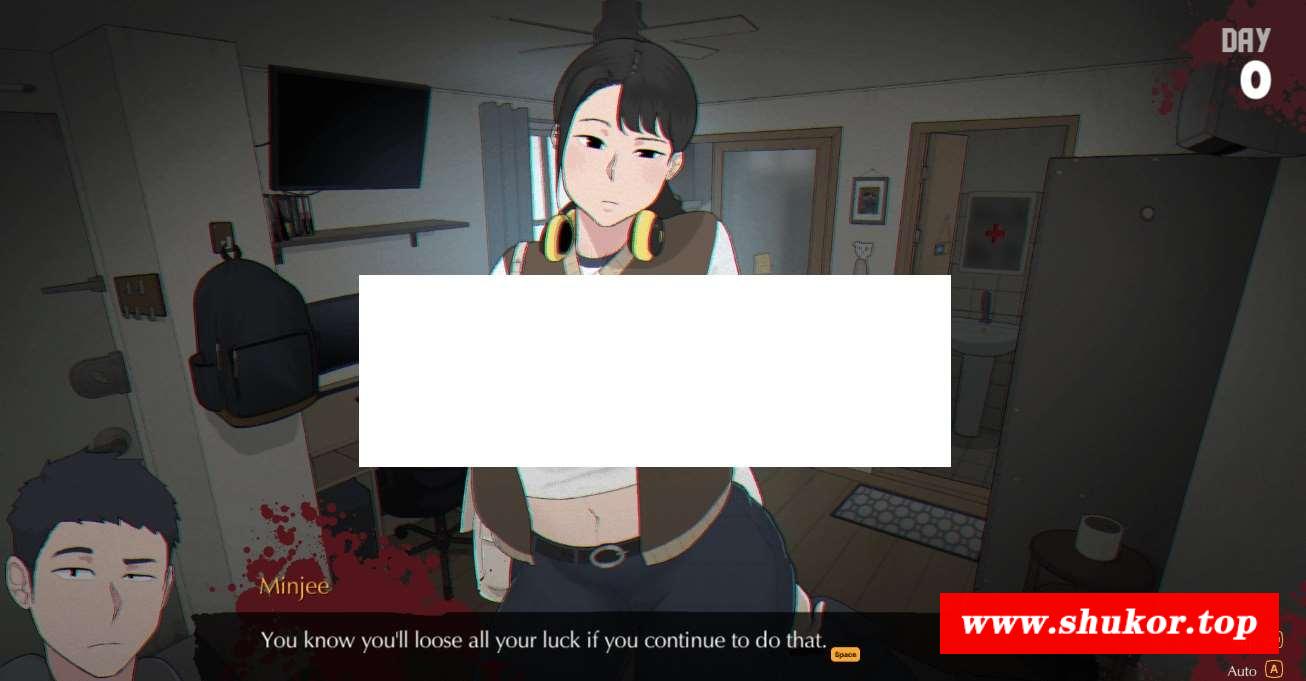 DAY
0
Minjee
You know you'll loose all your luck if you continue to do that.
Space
www.shukor.top
Auto A